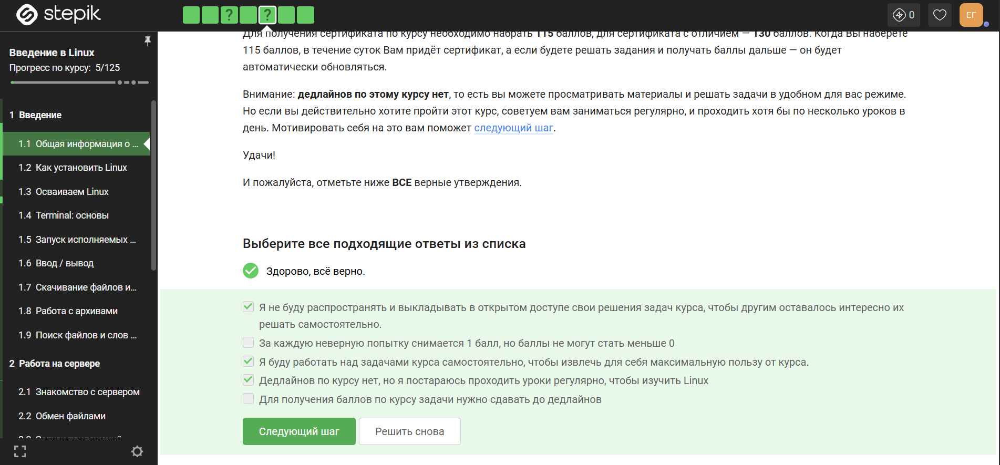 stepik
?
?
0
ЕГ
Введение в Linux
Прогресс по курсу: 5/125
1 Введение
1.1 Общая информация о ...
1.2 Как установить Linux
1.3 Осваиваем Linux
1.4 Terminal: основы
1.5 Запуск исполняемых ...
1.6 Ввод / вывод
1.7 Скачивание файлов и...
1.8 Работа с архивами
1.9 Поиск файлов и слов ...
2 Работа на сервере
2.1 Знакомство с сервером
2.2 Обмен файлами
2.3 Запуск приложений
Для получения сертификата по курсу необходимо набрать 115 баллов, для сертификата с отличием — 130 баллов. Когда Вы наберете
115 баллов, в течение суток Вам придёт сертификат, а если будете решать задания и получать баллы дальше — он будет
автоматически обновляться.
Внимание: дедлайнов по этому курсу нет, то есть вы можете просматривать материалы и решать задачи в удобном для вас режиме.
Но если вы действительно хотите пройти этот курс, советуем вам заниматься регулярно, и проходить хотя бы по несколько уроков в
день. Мотивировать себя на это вам поможет следующий шаг.
Удачи!
И пожалуйста, отметьте ниже ВСЕ верные утверждения.
Выберите все подходящие ответы из списка
Здорово, всё верно.
Я не буду распространять и выкладывать в открытом доступе свои решения задач курса, чтобы другим оставалось интересно их
решать самостоятельно.
За каждую неверную попытку снимается 1 балл, но баллы не могут стать меньше 0
Я буду работать над задачами курса самостоятельно, чтобы извлечь для себя максимальную пользу от курса.
Дедлайнов по курсу нет, но я постараюсь проходить уроки регулярно, чтобы изучить Linux
Для получения баллов по курсу задачи нужно сдавать до дедлайнов
Следующий шаг
Решить снова